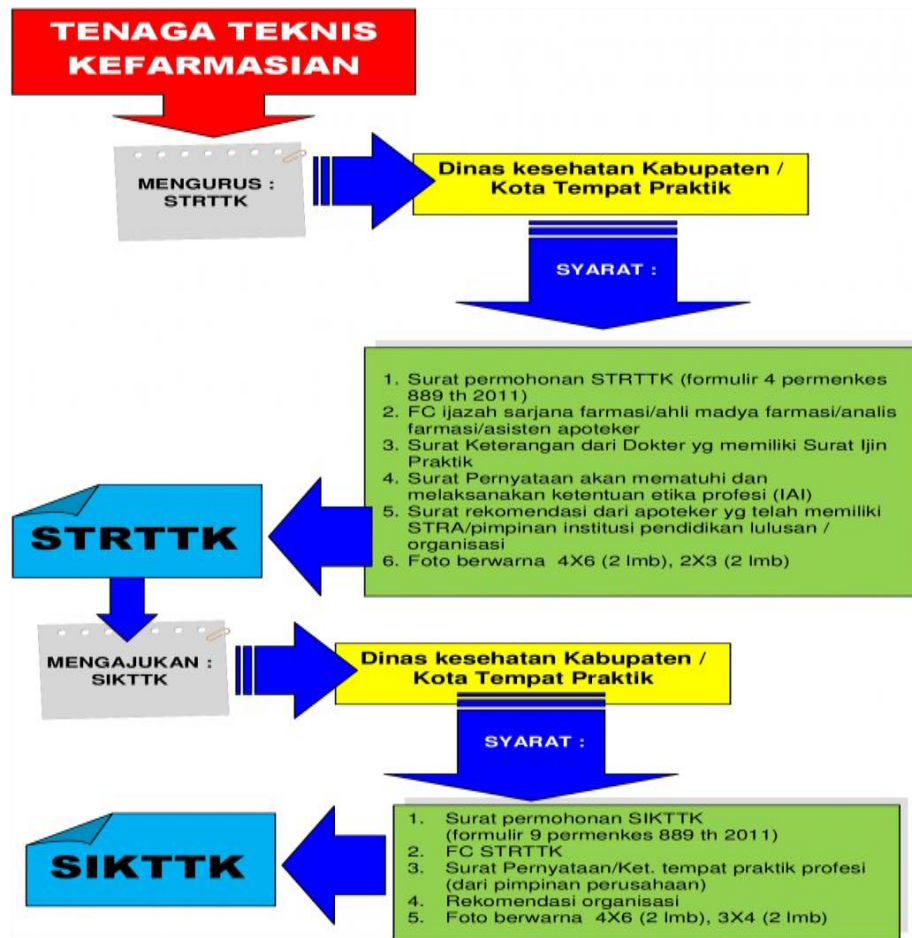 TENAGA TEKNIS
KEFARMASIAN
MENGURUS :
STRTTK
Dinas kesehatan Kabupaten /
Kota Tempat Praktik
SYARAT :
1. Surat permohonan STRTTK (formulir 4 permenkes
889 th 2011)
2. FC ijazah sarjana farmasi/ahli madya farmasi/analis
farmasi/asisten apoteker
3. Surat Keterangan dari Dokter yg memiliki Surat Ijin
Praktik
4. Surat Pernyataan akan mematuhi dan
melaksanakan ketentuan etika profesi (IAI)
5. Surat rekomendasi dari apoteker yg telah memiliki
STRA/pimpinan institusi pendidikan lulusan /
organisasi
6. Foto berwarna 4X6 (2 lmb), 2X3 (2 lmb)
STRTTK
MENGAJUKAN :
SIKTTK
Dinas kesehatan Kabupaten /
Kota Tempat Praktik
SYARAT :
1. Surat permohonan SIKTTK
(formulir 9 permenkes 889 th 2011)
2. FC STRTTK
3. Surat Pernyataan/Ket. tempat praktik profesi
(dari pimpinan perusahaan)
4. Rekomendasi organisasi
5. Foto berwarna 4X6 (2 lmb), 3X4 (2 lmb)
SIKTTK